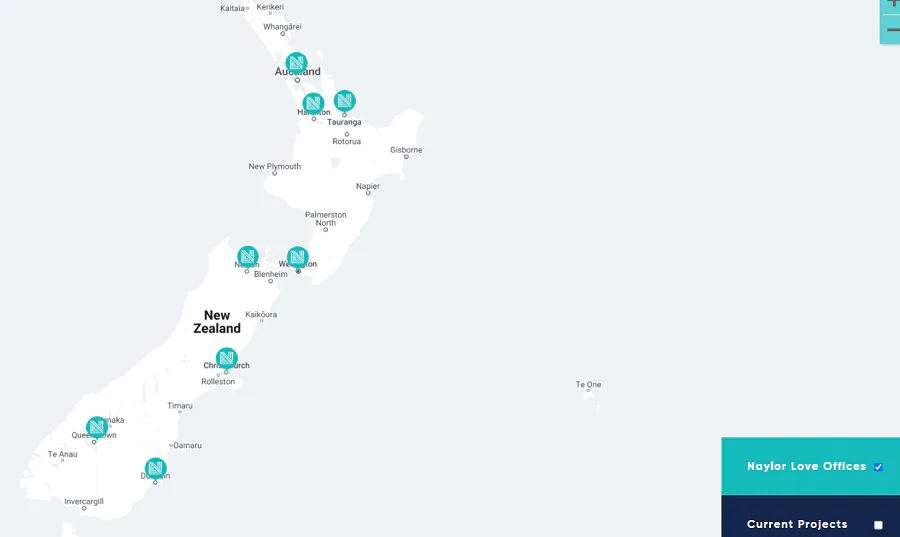 Kerikeri
Kaitaia
Whangārei
Auckland
Hamilton
Tauranga
Rotorua
Gisborne
New Plymouth
Napier
Palmerston
North
Nelson
Wellington
Blenheim
New
Zealand
Kaikōura
Christchurch
Rolleston
Te One
Timaru
Wanaka
Queenstown
Oamaru
Te Anau
Dunedin
Invercargill
Naylor Love Offices
Current Projects